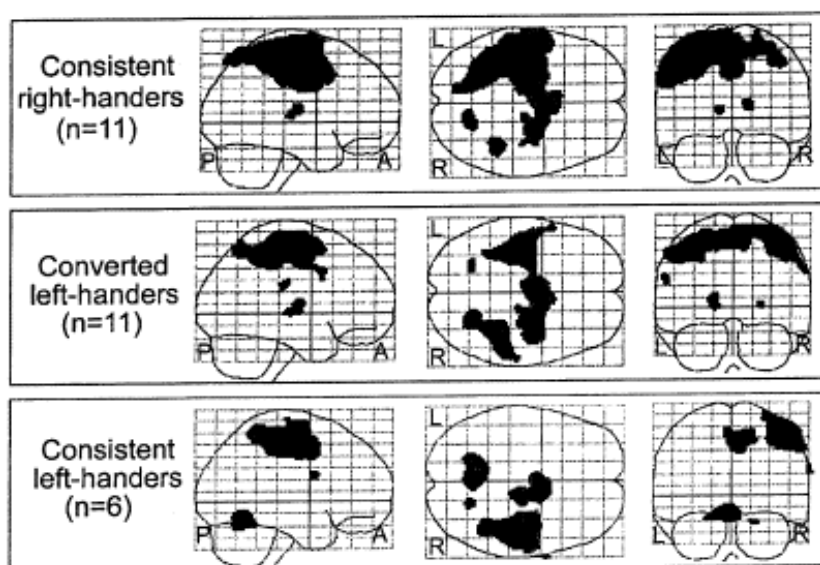 Consistent
right-handers
(n=11)
P
A
L
R
L
R
Converted
left-handers
(n=11)
P
A
L
R
L
R
Consistent
left-handers
(n=6)
P
A
L
R
L
R